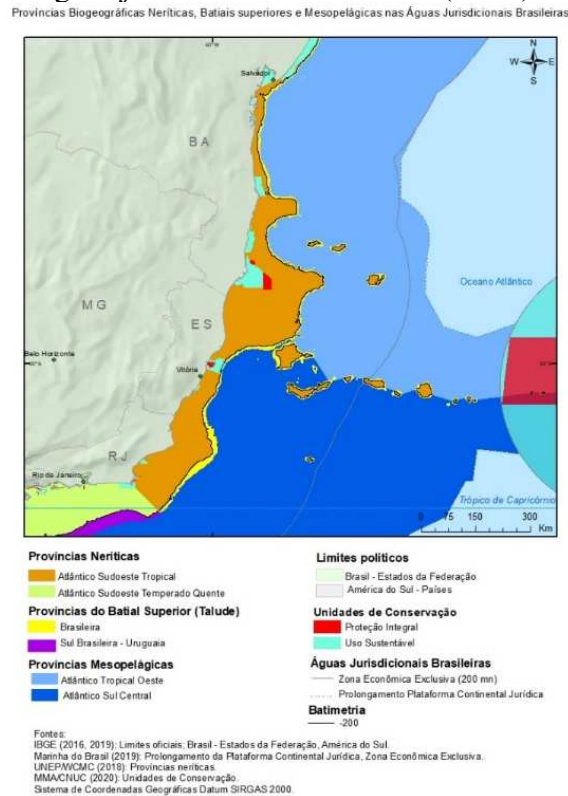 Províncias Biogeográficas Neríticas, Batiais superiores e Mesopelágicas nas Águas Jurisdicionais Brasileiras
N
W E
S
Salvador
BA
Oceano Atlântico
MG
ES
Belo Horizonte
Vitória
RJ
Rio de Janeiro
Trópico de Capricórnio
0 75 150 300
Km
Províncias Neríticas
Atlântico Sudoeste Tropical
Atlântico Sudoeste Temperado Quente
Províncias do Batial Superior (Talude)
Brasileira
Sul Brasileira - Uruguaia
Províncias Mesopelágicas
Atlântico Tropical Oeste
Atlântico Sul Central
Limites políticos
Brasil - Estados da Federação
América do Sul - Países
Unidades de Conservação
Proteção Integral
Uso Sustentável
Águas Jurisdicionais Brasileiras
Zona Econômica Exclusiva (200 mn)
Prolongamento Plataforma Continental Jurídica
Batimetria
-200
Fontes:
IBGE (2016, 2019): Limites oficiais; Brasil - Estados da Federação, América do Sul.
Marinha do Brasil (2019): Prolongamento da Plataforma Continental Jurídica, Zona Econômica Exclusiva.
UNEP/WCMC (2018): Províncias neríticas.
MMA/CNUC (2020): Unidades de Conservação.
Sistema de Coordenadas Geográficas Datum SIRGAS 2000.